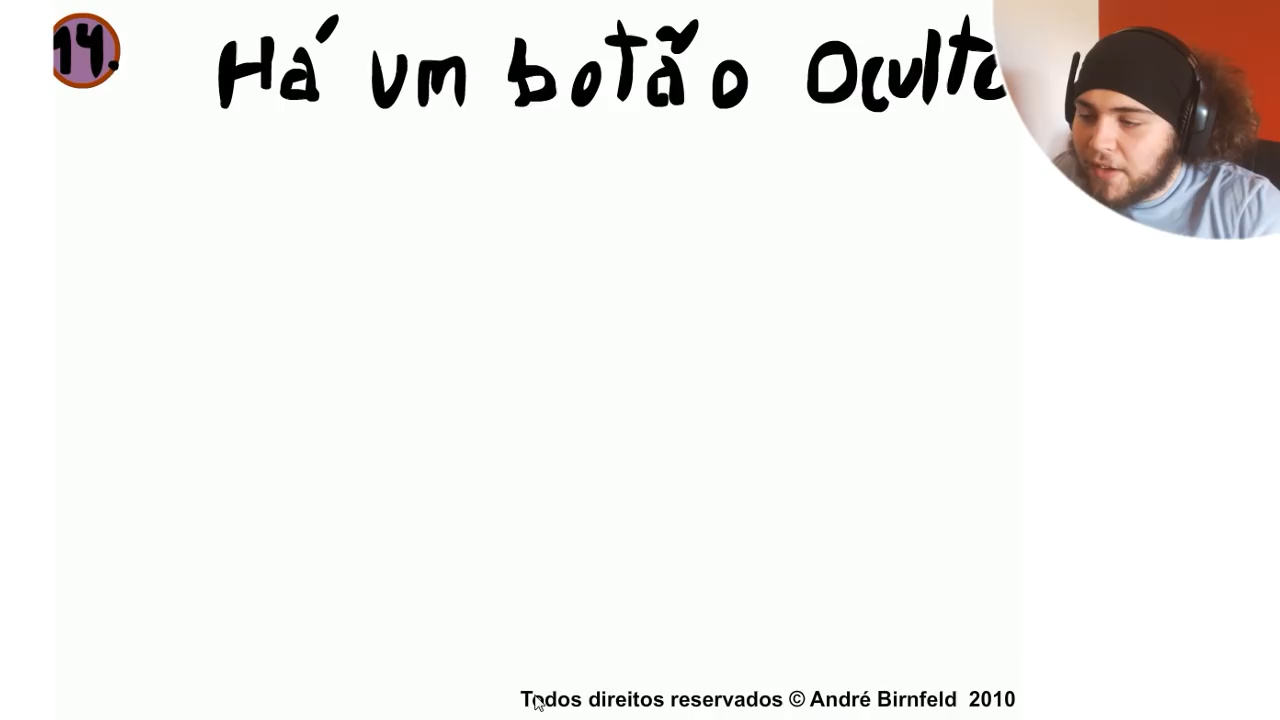 14.
Há um botão Oculto
Todos direitos reservados © André Birnfeld 2010